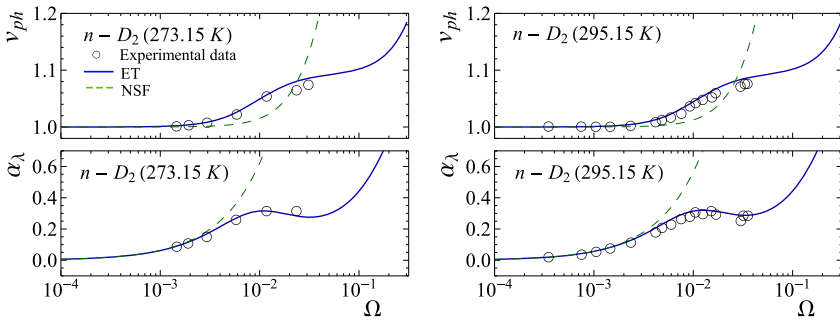 v_ph
1.2
1.1
1.0
n − D₂ (273.15 K)
Experimental data
ET
NSF
v_ph
1.2
1.1
1.0
n − D₂ (295.15 K)
α_λ
0.6
0.4
0.2
0.0
n − D₂ (273.15 K)
10⁻⁴ 10⁻³ 10⁻² 10⁻¹
Ω
α_λ
0.6
0.4
0.2
0.0
n − D₂ (295.15 K)
10⁻⁴ 10⁻³ 10⁻² 10⁻¹
Ω